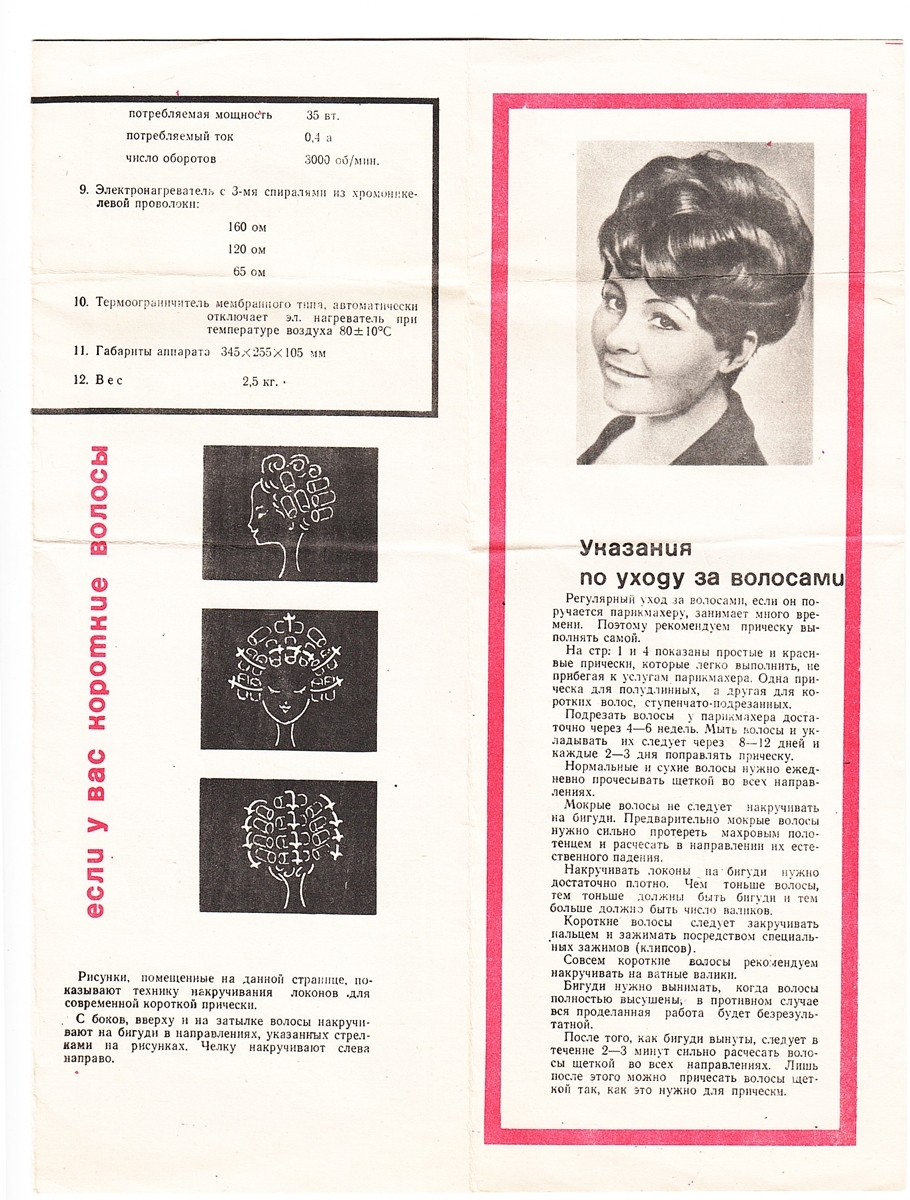 потребляемая мощность 35 вт.
потребляемый ток 0,4 а
число оборотов 3000 об/мин.
9. Электронагреватель с 3-мя спиралями из хромонике-
левой проволоки:
160 ом
120 ом
65 ом
10. Термоограничитель мембранного типа, автоматически
отключает эл. нагреватель при
температуре воздуха 80±10°С
11. Габариты аппарата 345×255×105 мм
12. Вес 2,5 кг.
если у вас короткие волосы
Рисунки, помещенные на данной странице, по-
казывают технику накручивания локонов для
современной короткой прически.
С боков, вверху и на затылке волосы накручи-
вают на бигуди в направлениях, указанных стрел-
ками на рисунках. Челку накручивают слева
направо.
Указания
по уходу за волосами
Регулярный уход за волосами, если он по-
ручается парикмахеру, занимает много вре-
мени. Поэтому рекомендуем прическу вы-
полнять самой.
На стр: 1 и 4 показаны простые и краси-
вые прически, которые легко выполнить, не
прибегая к услугам парикмахера. Одна при-
ческа для полудлинных, а другая для ко-
ротких волос, ступенчато-подрезанных.
Подрезать волосы у парикмахера доста-
точно через 4—6 недель. Мыть волосы и ук-
ладывать их следует через 8—12 дней и
каждые 2—3 дня поправлять прическу.
Нормальные и сухие волосы нужно ежед-
невно прочесывать щеткой во всех направ-
лениях.
Мокрые волосы не следует накручивать
на бигуди. Предварительно мокрые волосы
нужно сильно протереть махровым поло-
тенцем и расчесать в направлении их есте-
ственного падения.
Накручивать локоны на бигуди нужно
достаточно плотно. Чем тоньше волосы,
тем тоньше должны быть бигуди и тем
больше должно быть число валиков.
Короткие волосы следует закручивать
пальцем и зажимать посредством специаль-
ных зажимов (клипсов).
Совсем короткие волосы рекомендуем
накручивать на ватные валики.
Бигуди нужно вынимать, когда волосы
полностью высушены, в противном случае
вся проделанная работа будет безрезуль-
татной.
После того, как бигуди вынуты, следует в
течение 2—3 минут сильно расчесать воло-
сы щеткой во всех направлениях. Лишь
после этого можно причесать волосы щет-
кой так, как это нужно для прически.